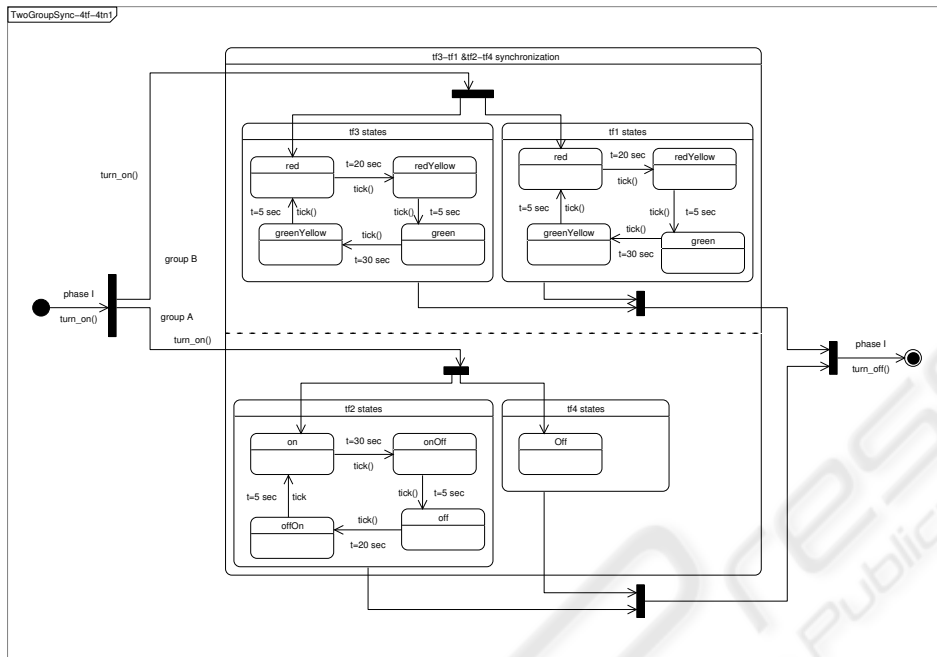 TwoGroupSync-4tf-4tn1
tf3-tf1 &tf2-tf4 synchronization
turn_on()
tf3 states
red
t=20 sec
tick()
redYellow
t=5 sec
tick()
tick()
t=5 sec
greenYellow
tick()
t=30 sec
green
tf1 states
red
t=20 sec
tick()
redYellow
t=5 sec
tick()
tick()
t=5 sec
greenYellow
tick()
t=30 sec
green
group B
phase I
turn_on()
group A
turn_on()
phase I
turn_off()
tf2 states
on
t=30 sec
tick()
onOff
t=5 sec
tick
tick()
t=5 sec
offOn
tick()
t=20 sec
off
tf4 states
Off